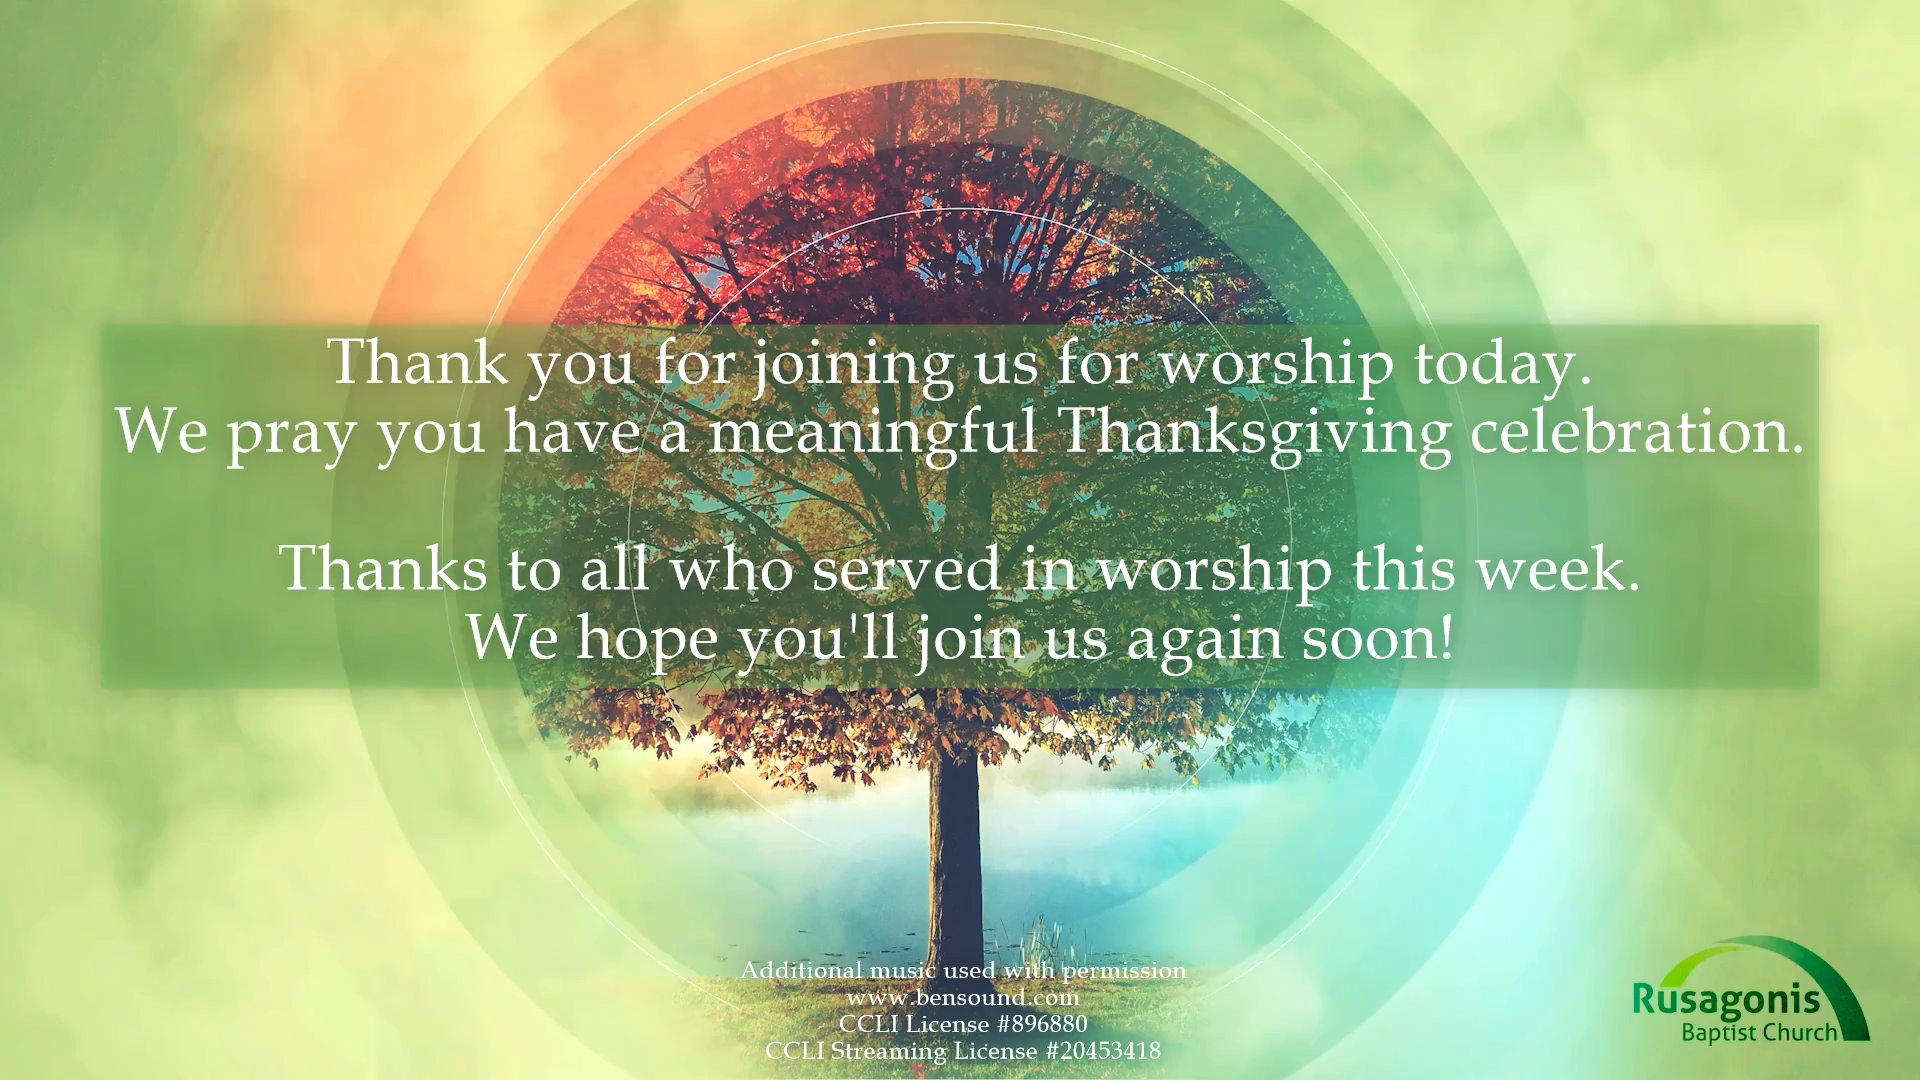 Thank you for joining us for worship today.
We pray you have a meaningful Thanksgiving celebration.
Thanks to all who served in worship this week.
We hope you'll join us again soon!
Additional music used with permission
www.bensound.com
CCLI License #896880
CCLI Streaming License #20453418
Rusagonis
Baptist Church